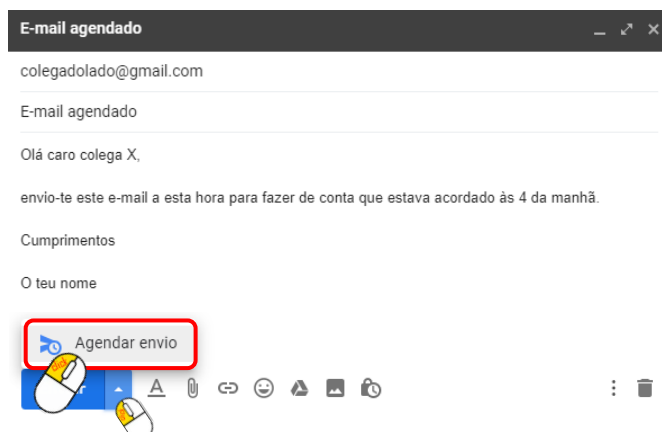 E-mail agendado
colegadolado@gmail.com
E-mail agendado
Olá caro colega X,
envio-te este e-mail a esta hora para fazer de conta que estava acordado às 4 da manhã.
Cumprimentos
O teu nome
Agendar envio